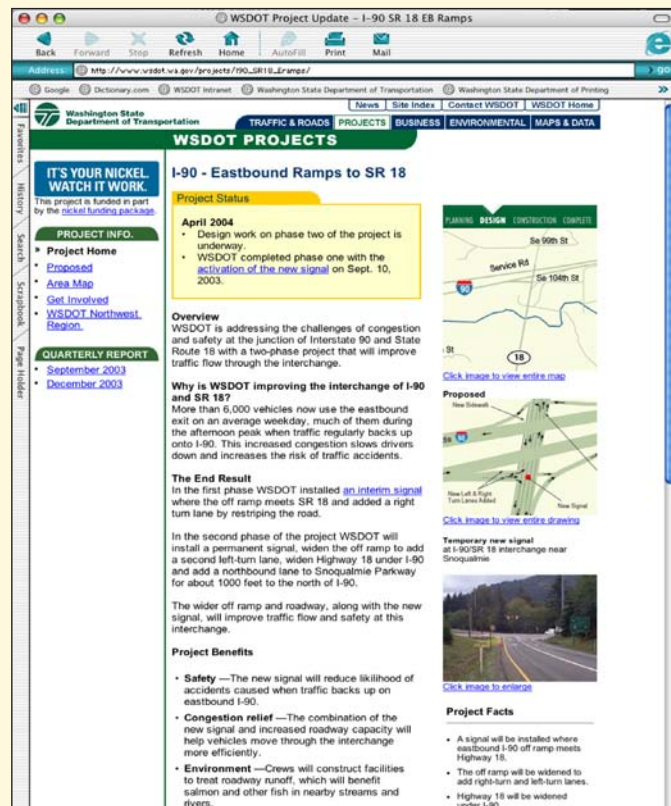 WSDOT Project Update - I-90 SR 18 EB Ramps
Back Forward Stop Refresh Home AutoFill Print Mail
Address: http://www.wsdot.wa.gov/projects/I90_SR18_Eramps/ go
Google Dictionary.com WSDOT Intranet Washington State Department of Transportation Washington State Department of Printing
Favorites
History
Search
Scrapbook
Page Holder
Washington State
Department of Transportation
News Site Index Contact WSDOT WSDOT Home
TRAFFIC & ROADS PROJECTS BUSINESS ENVIRONMENTAL MAPS & DATA
WSDOT PROJECTS
IT'S YOUR NICKEL.
WATCH IT WORK.
This project is funded in part
by the nickel funding package.
PROJECT INFO.
Project Home
• Proposed
• Area Map
• Get Involved
• WSDOT Northwest
Region
QUARTERLY REPORT
• September 2003
• December 2003
I-90 - Eastbound Ramps to SR 18
Project Status
April 2004
• Design work on phase two of the project is
underway.
• WSDOT completed phase one with the
activation of the new signal on Sept. 10,
2003.
Overview
WSDOT is addressing the challenges of congestion
and safety at the junction of Interstate 90 and State
Route 18 with a two-phase project that will improve
traffic flow through the interchange.
Why is WSDOT improving the interchange of I-90
and SR 18?
More than 6,000 vehicles now use the eastbound
exit on an average weekday, much of them during
the afternoon peak when traffic regularly backs up
onto I-90. This increased congestion slows drivers
down and increases the risk of traffic accidents.
The End Result
In the first phase WSDOT installed an interim signal
where the off ramp meets SR 18 and added a right
turn lane by restriping the road.
In the second phase of the project WSDOT will
install a permanent signal, widen the off ramp to add
a second left-turn lane, widen Highway 18 under I-90
and add a northbound lane to Snoqualmie Parkway
for about 1000 feet to the north of I-90.
The wider off ramp and roadway, along with the new
signal, will improve traffic flow and safety at this
interchange.
Project Benefits
• Safety —The new signal will reduce likelihood of
accidents caused when traffic backs up on
eastbound I-90.
• Congestion relief —The combination of the
new signal and increased roadway capacity will
help vehicles move through the interchange
more efficiently.
• Environment —Crews will construct facilities
to treat roadway runoff, which will benefit
salmon and other fish in nearby streams and
rivers.
PLANNING DESIGN CONSTRUCTION COMPLETE
Se 99th St
Service Rd
Se 104th St
90
St
18
Click image to view entire map
Proposed
New Sidewalk
90
New Left & Right
Turn Lanes Added
New Signal
Click image to view entire drawing
Temporary new signal
at I-90/SR 18 interchange near
Snoqualmie
Click image to enlarge
Project Facts
• A signal will be installed where
eastbound I-90 off ramp meets
Highway 18.
• The off ramp will be widened to
add right-turn and left-turn lanes.
• Highway 18 will be widened
under I-90